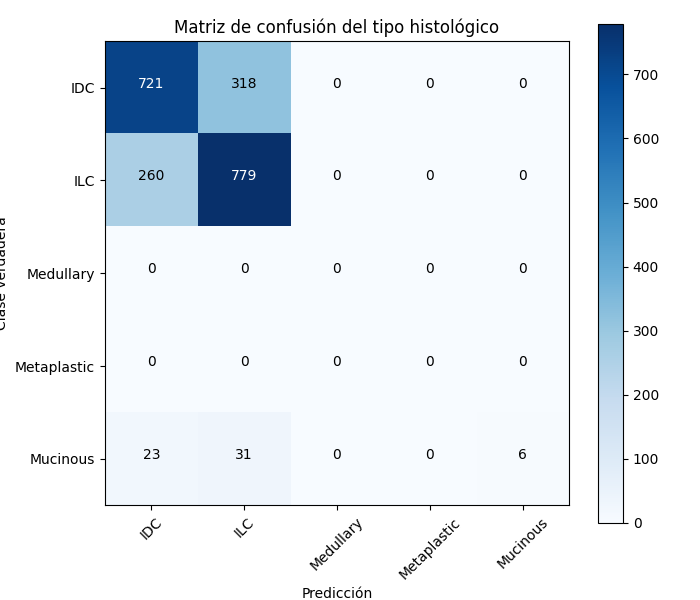 Matriz de confusión del tipo histológico
IDC 721 318 0 0 0
ILC 260 779 0 0 0
Medullary 0 0 0 0 0
Metaplastic 0 0 0 0 0
Mucinous 23 31 0 0 6
IDC ILC Medullary Metaplastic Mucinous
Predicción
700
600
500
400
300
200
100
0